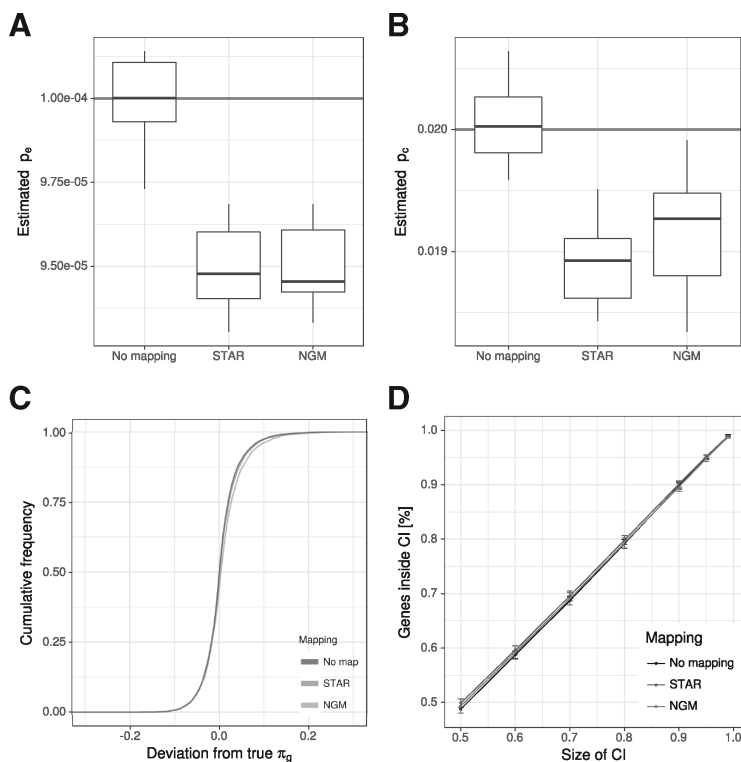 A
Estimated pe
1.00e-04
9.75e-05
9.50e-05
No mapping STAR NGM
B
Estimated pc
0.020
0.019
No mapping STAR NGM
C
Cumulative frequency
1.00
0.75
0.50
0.25
0.00
Mapping
No map
STAR
NGM
-0.2 0.0 0.2
Deviation from true πg
D
Genes inside CI [%]
1.0
0.9
0.8
0.7
0.6
0.5
Mapping
No mapping
STAR
NGM
0.5 0.6 0.7 0.8 0.9 1.0
Size of CI